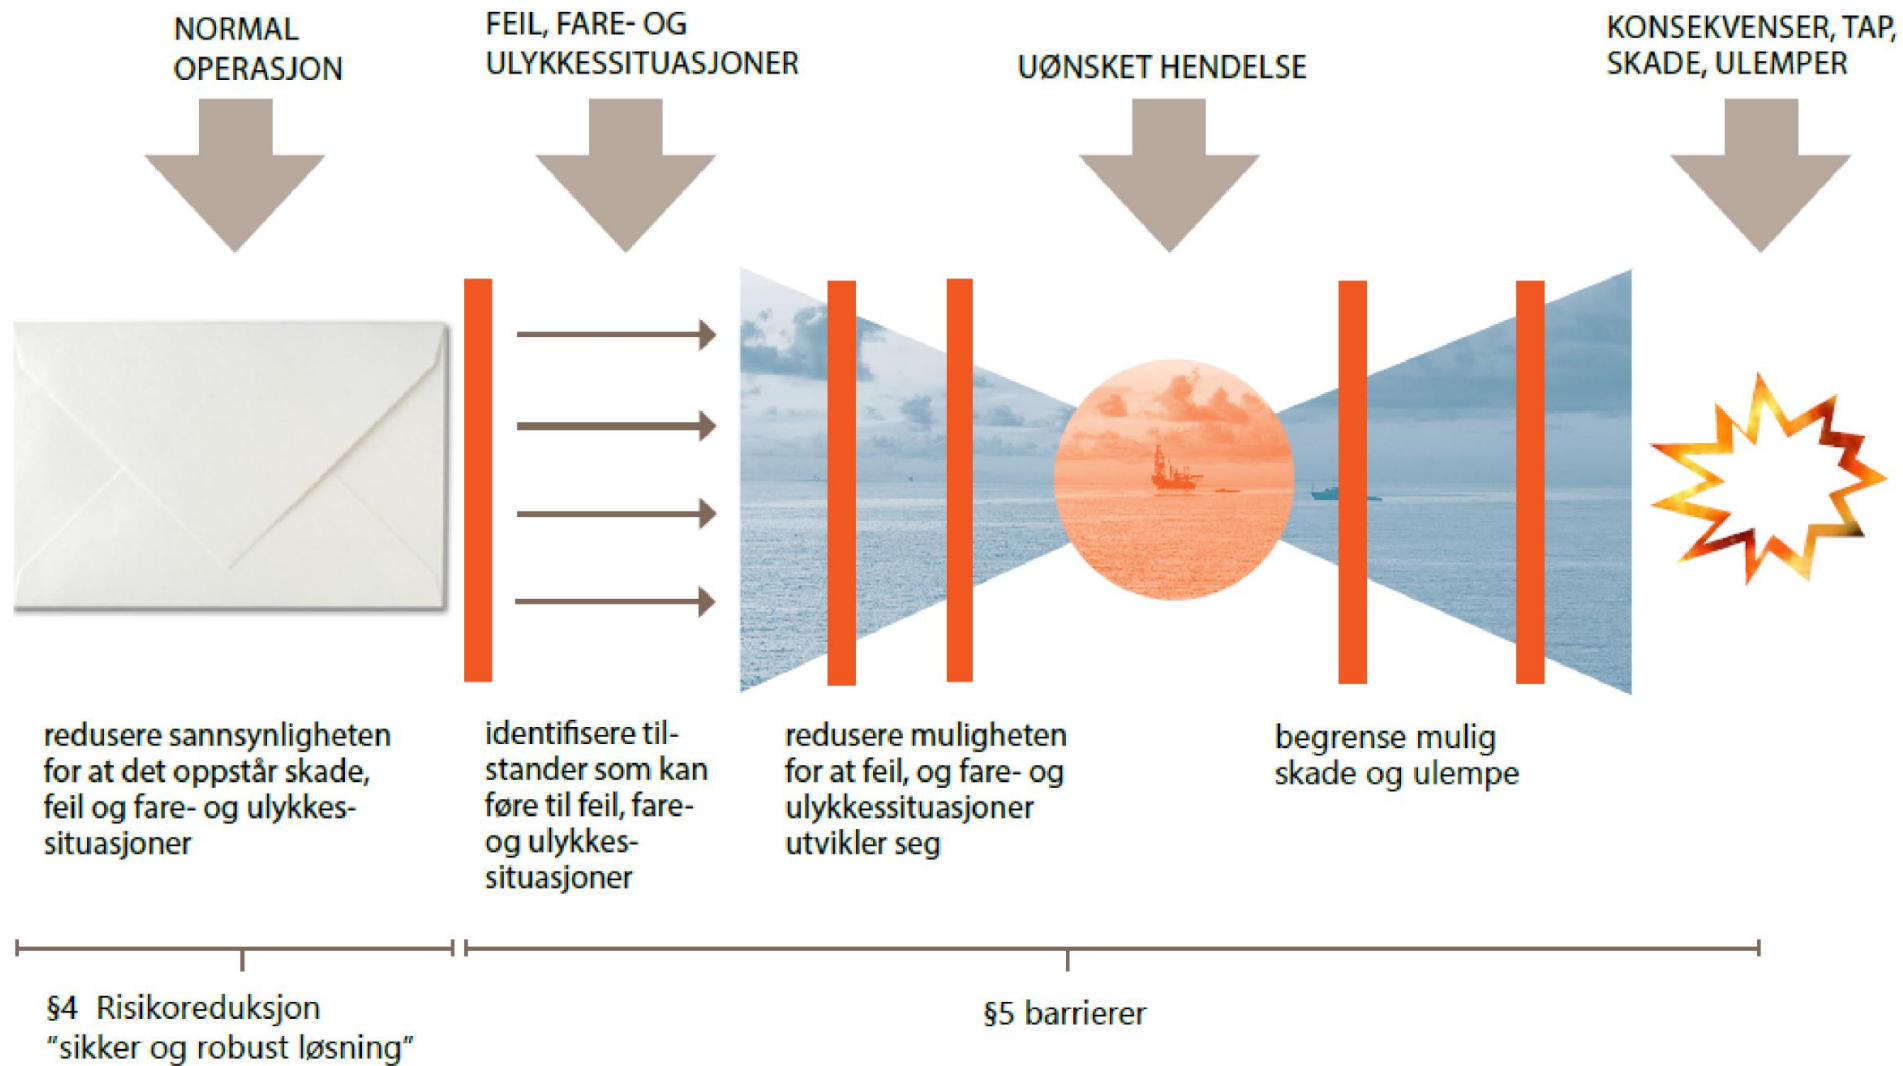 NORMAL
OPERASJON
FEIL, FARE- OG
ULYKKESSITUASJONER
UØNSKET HENDELSE
KONSEKVENSER, TAP,
SKADE, ULEMPER
redusere sannsynligheten
for at det oppstår skade,
feil og fare- og ulykkes-
situasjoner
identifisere til-
stander som kan
føre til feil, fare-
og ulykkes-
situasjoner
redusere muligheten
for at feil, og fare- og
ulykkessituasjoner
utvikler seg
begrense mulig
skade og ulempe
§4 Risikoreduksjon
"sikker og robust løsning"
§5 barrierer